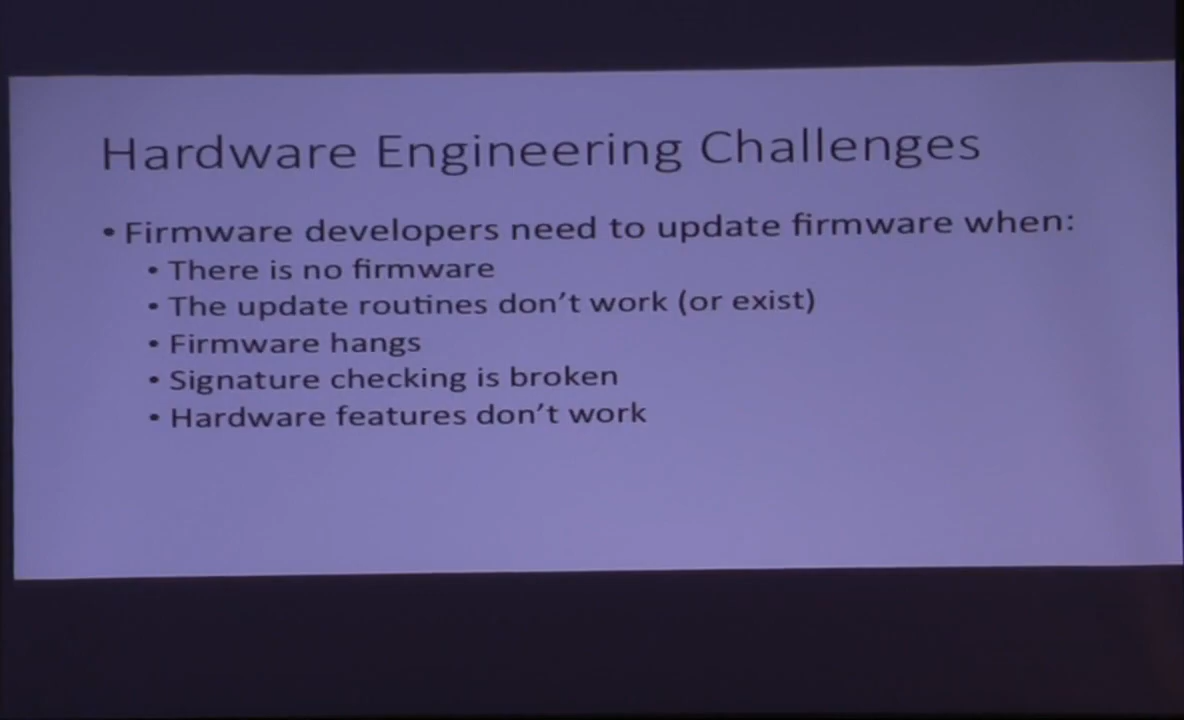 Hardware Engineering Challenges
• Firmware developers need to update firmware when:
• There is no firmware
• The update routines don't work (or exist)
• Firmware hangs
• Signature checking is broken
• Hardware features don't work